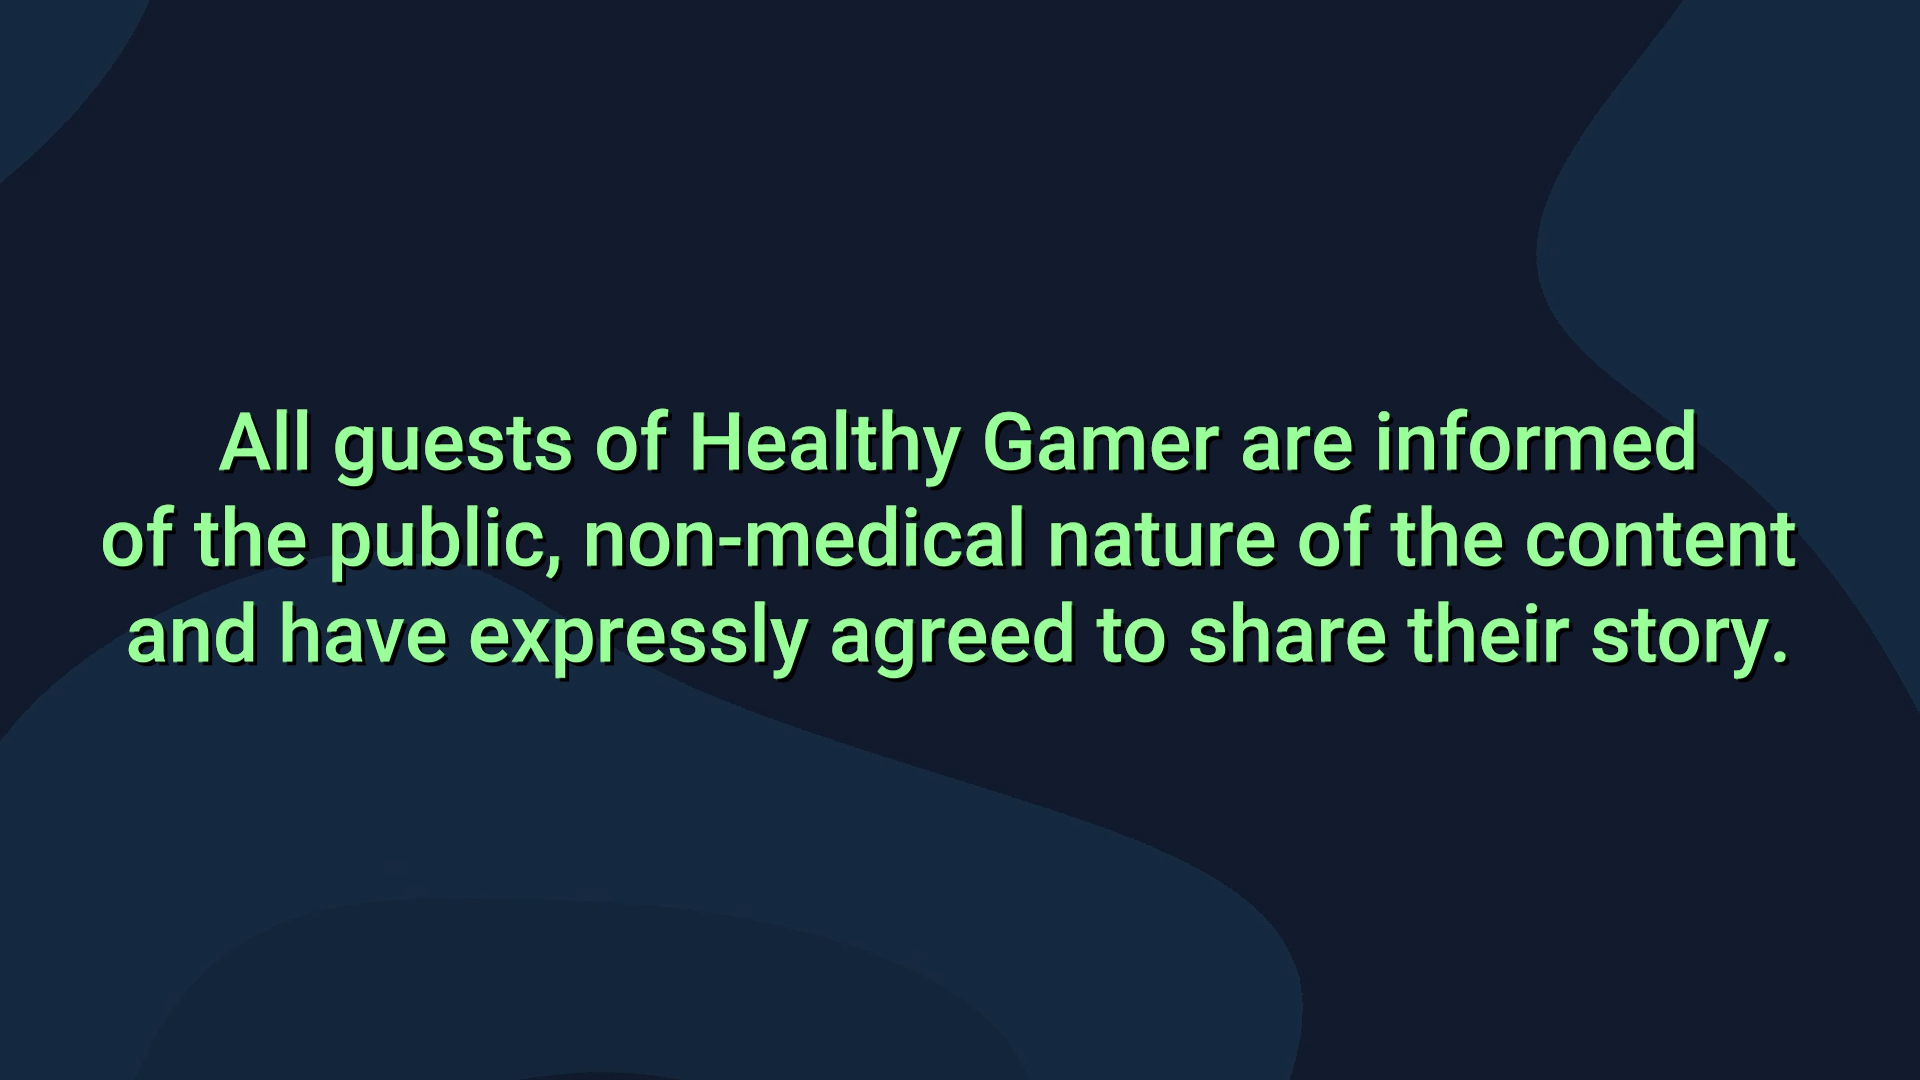 All guests of Healthy Gamer are informed
of the public, non-medical nature of the content
and have expressly agreed to share their story.